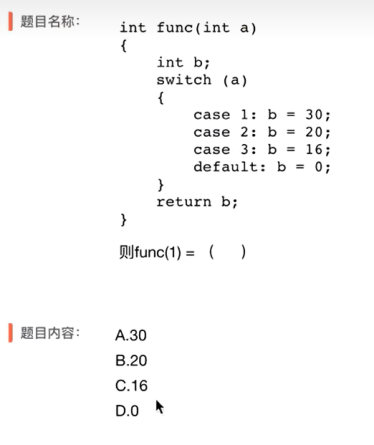 题目名称:
int func(int a)
{
    int b;
    switch (a)
    {
        case 1: b = 30;
        case 2: b = 20;
        case 3: b = 16;
        default: b = 0;
    }
    return b;
}
则func(1) = （    ）
题目内容:
A.30
B.20
C.16
D.0